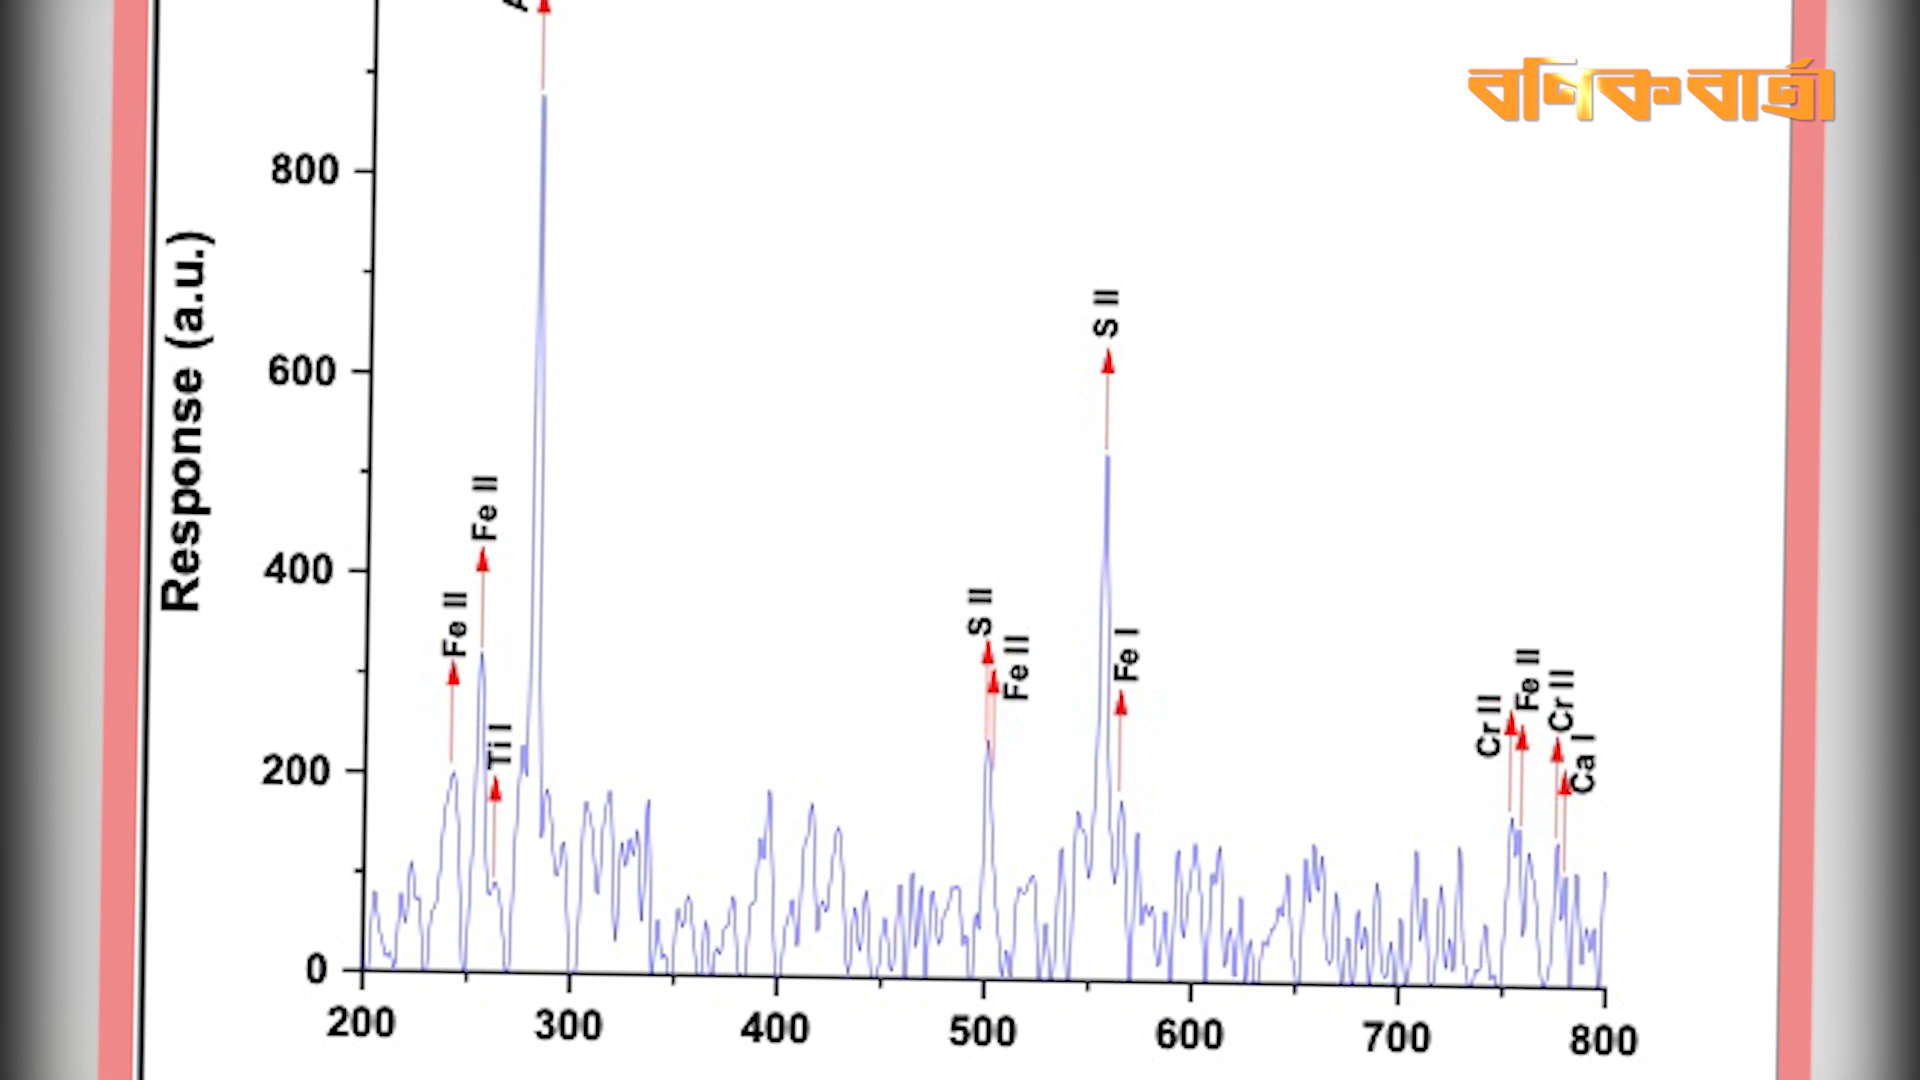 বণিক বার্তা
Response (a.u.)
800
600
400
200
0
Fe II
Fe II
Ti I
S II
Fe II
S II
Fe I
Cr II
Fe II
Cr II
Ca I
200 300 400 500 600 700 800